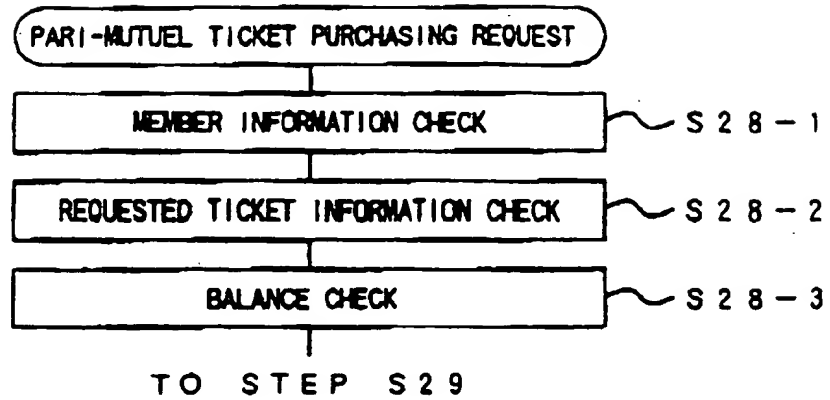 PARI-MUTUEL TICKET PURCHASING REQUEST
MEMBER INFORMATION CHECK
S28-1
REQUESTED TICKET INFORMATION CHECK
S28-2
BALANCE CHECK
S28-3
TO STEP S29